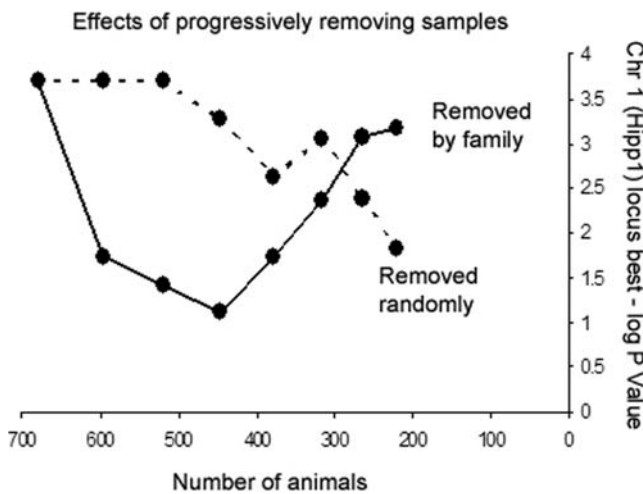 Effects of progressively removing samples
4
3.5
3
2.5
2
1.5
1
0.5
0
Chr 1 (Hipp1) locus best - log P Value
Removed
by family
Removed
randomly
700 600 500 400 300 200 100 0
Number of animals